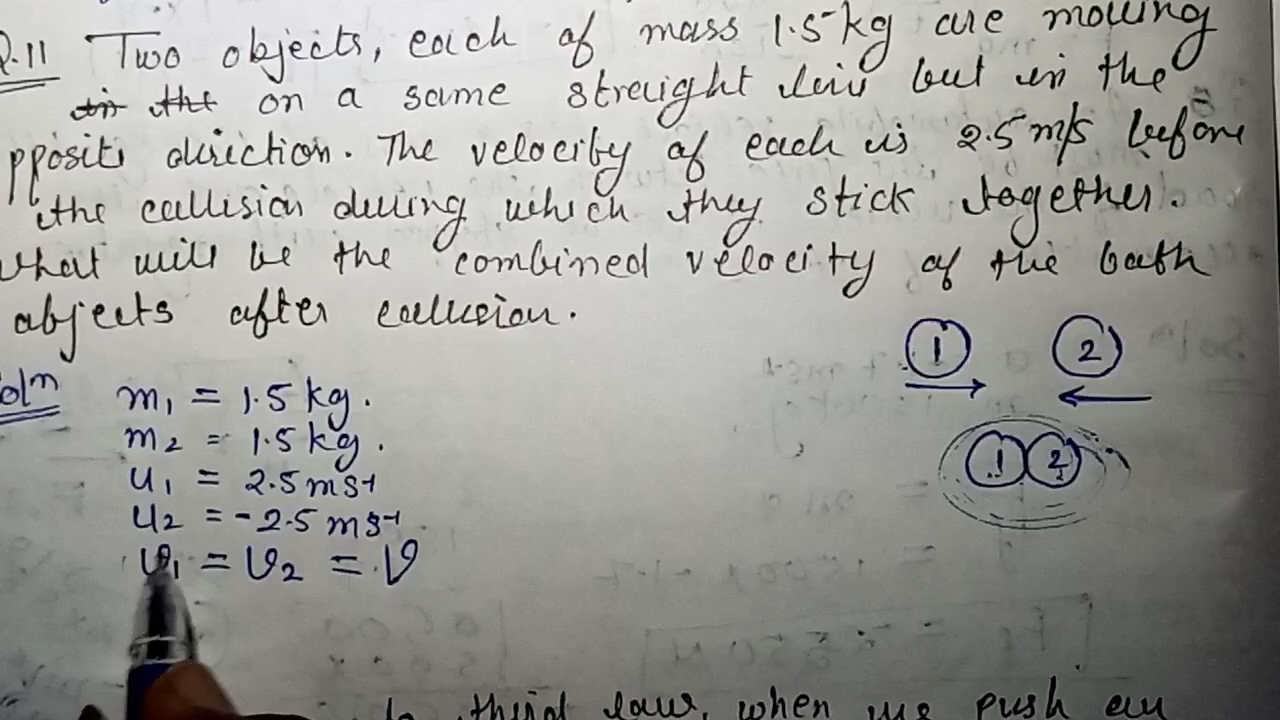 Q.11 Two objects, each of mass 1.5 kg are moving
on a same straight line but in the
opposite direction. The velocity of each is 2.5 m/s before
the collision during which they stick together.
What will be the combined velocity of the both
objects after collision.
1 2
Soln m₁ = 1.5 kg.
m₂ = 1.5 kg.
1 2
u₁ = 2.5 ms⁻¹
u₂ = -2.5 ms⁻¹
v₁ = v₂ = v
third law, when we push an